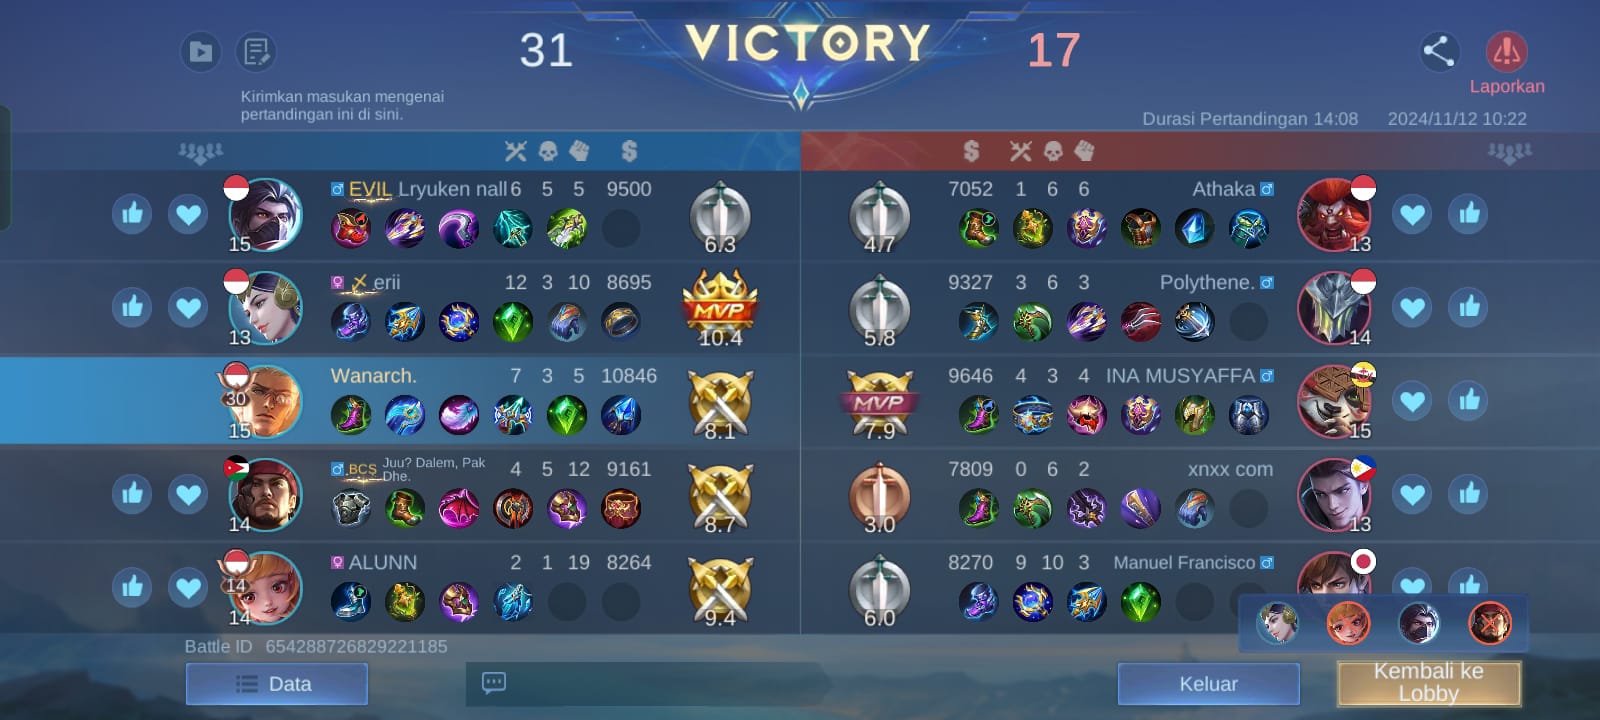 31 VICTORY 17
Kirimkan masukan mengenai
pertandingan ini di sini.
Laporkan
Durasi Pertandingan 14:08 2024/11/12 10:22
$ $
EVIL Lryuken nall 6 5 5 9500
15 6.3
7052 1 6 6 Athaka
4.7 13
erii 12 3 10 8695
13 MVP 10.4
9327 3 6 3 Polythene.
5.8 14
Wanarch. 7 3 5 10846
30
15 8.1
9646 4 3 4 INA MUSYAFFA
MVP 7.9 15
.BCS Juu? Dalem, Pak
Dhe. 4 5 12 9161
14 8.7
7809 0 6 2 xnxx com
3.0 13
ALUNN 2 1 19 8264
14
14 9.4
8270 9 10 3 Manuel Francisco
6.0
Battle ID 654288726829221185
Data
Keluar
Kembali ke
Lobby